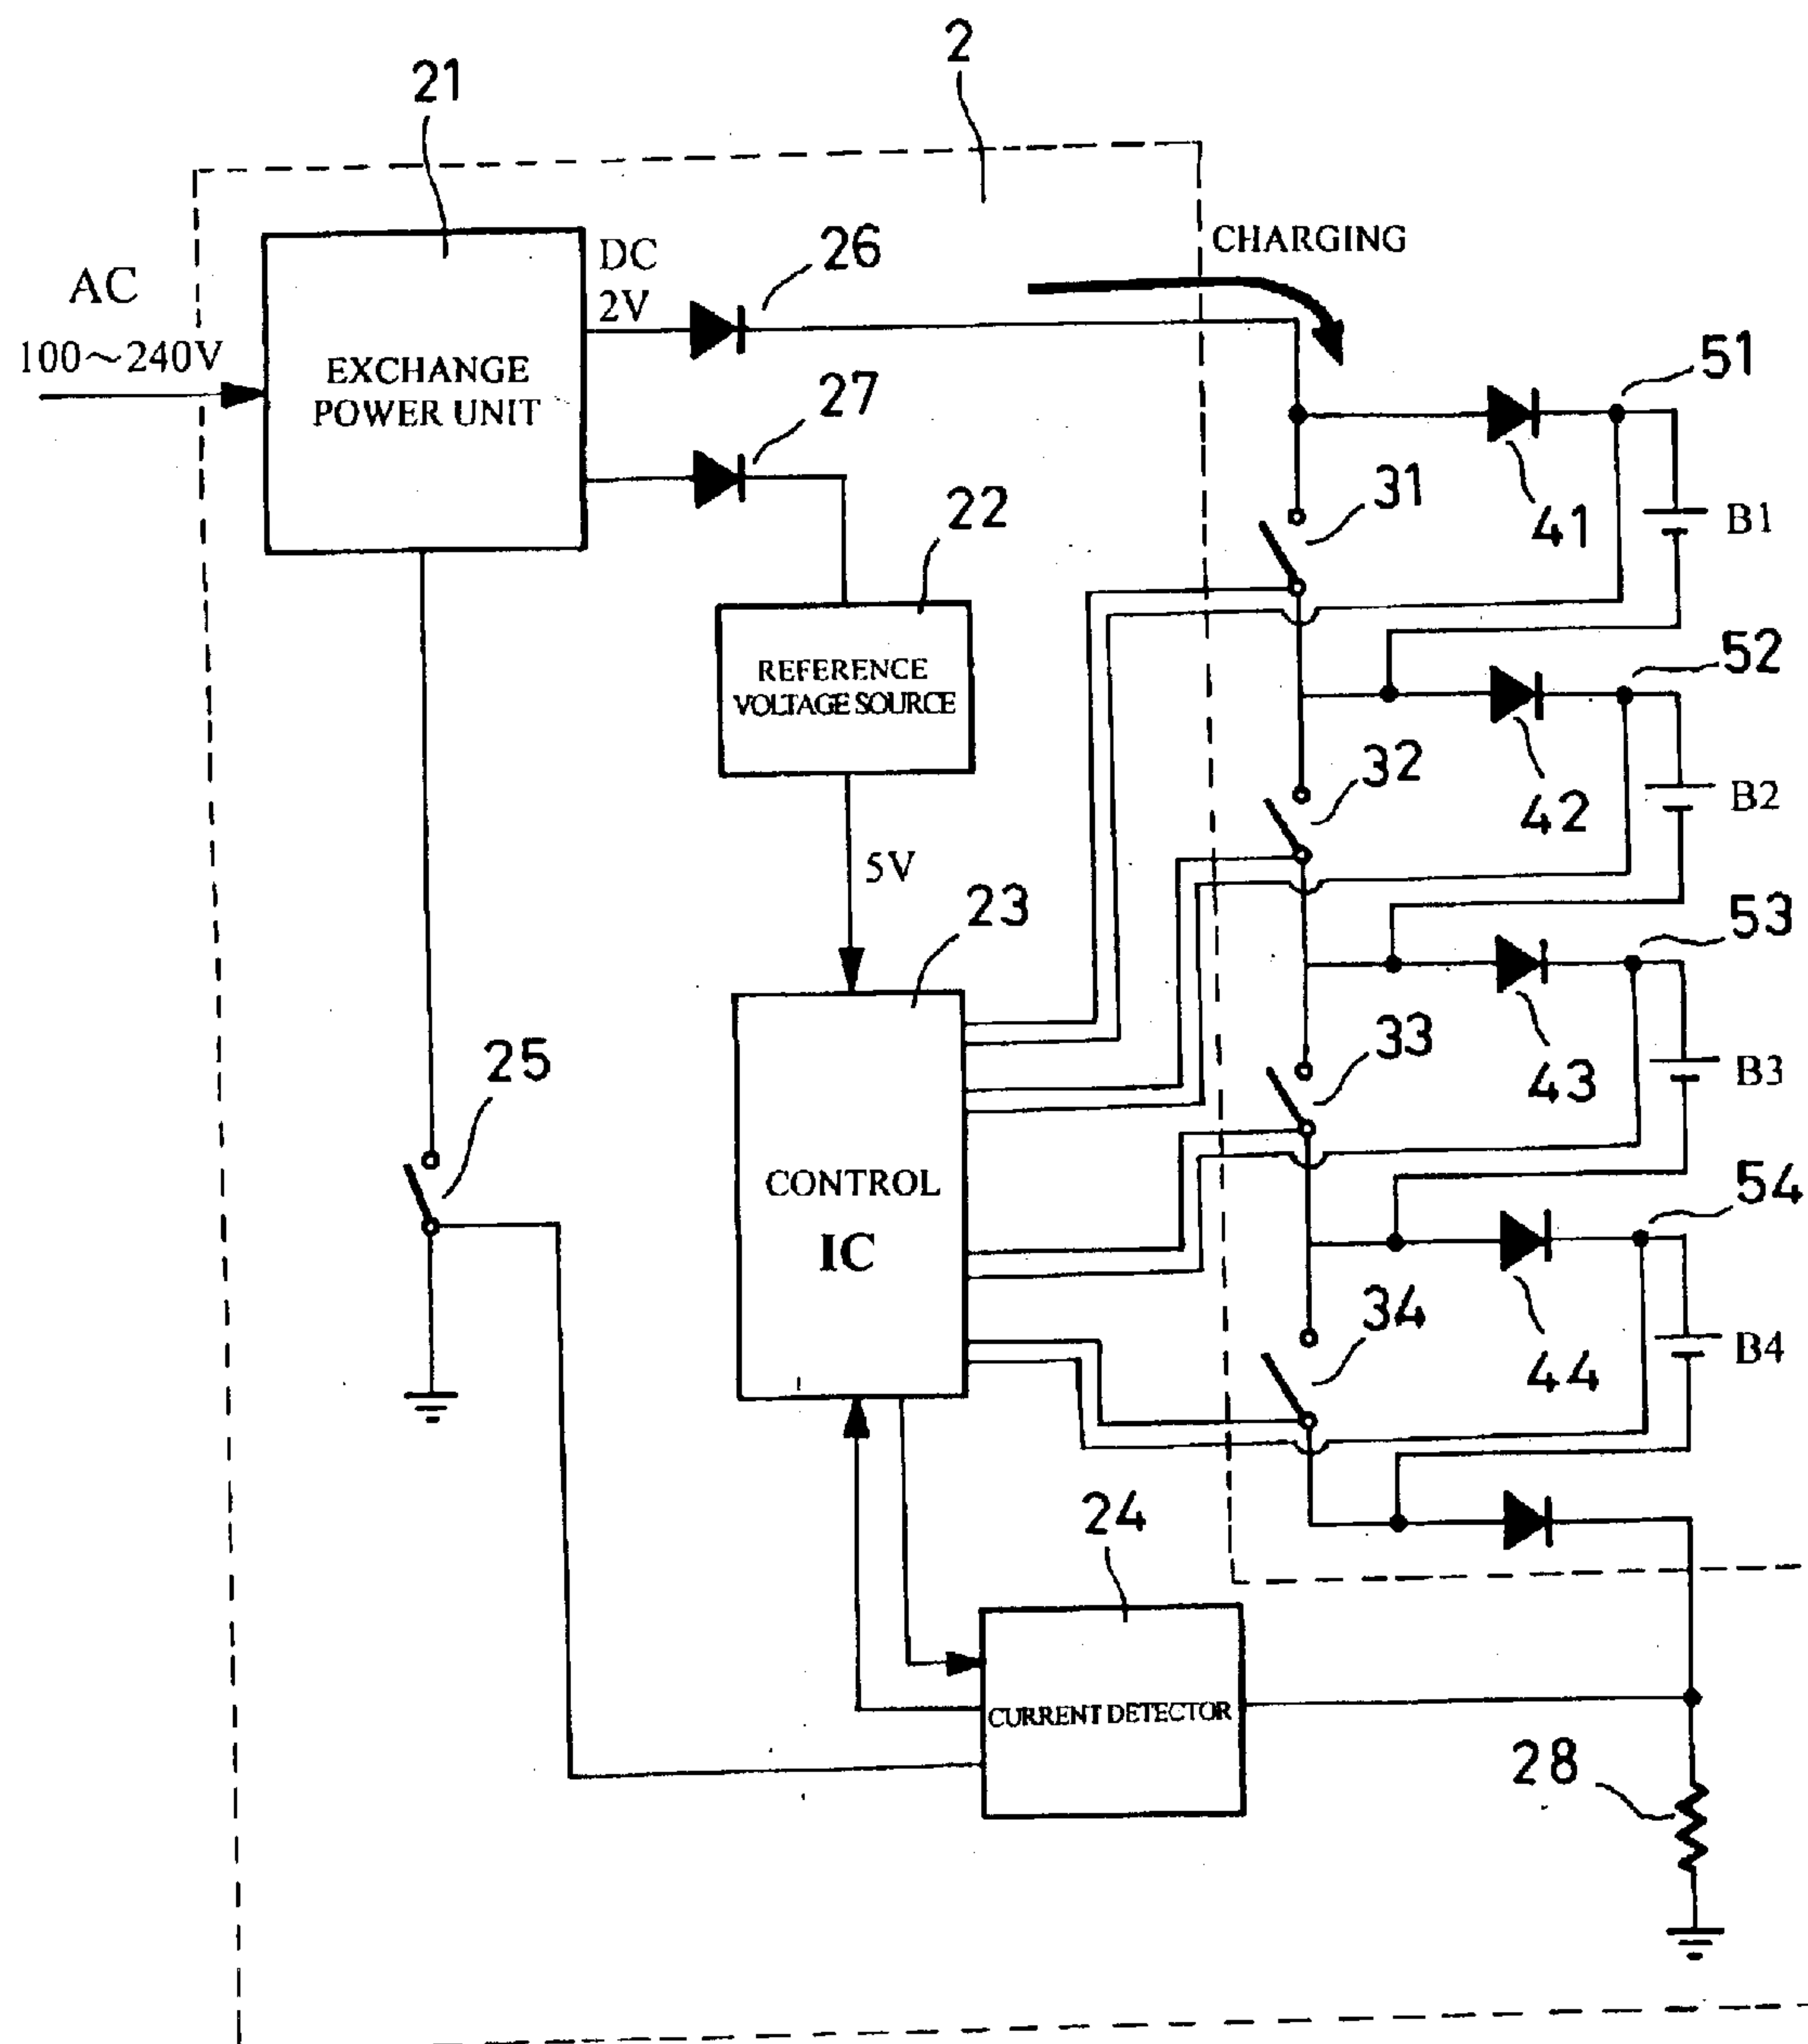 2
21
CHARGING
AC
100～240V
DC
2V
26
EXCHANGE
POWER UNIT
27
51
41
B1
31
22
REFERENCE
VOLTAGE SOURCE
52
42
B2
32
5V
23
53
43
B3
33
25
CONTROL
IC
54
44
B4
34
24
CURRENT DETECTOR
28